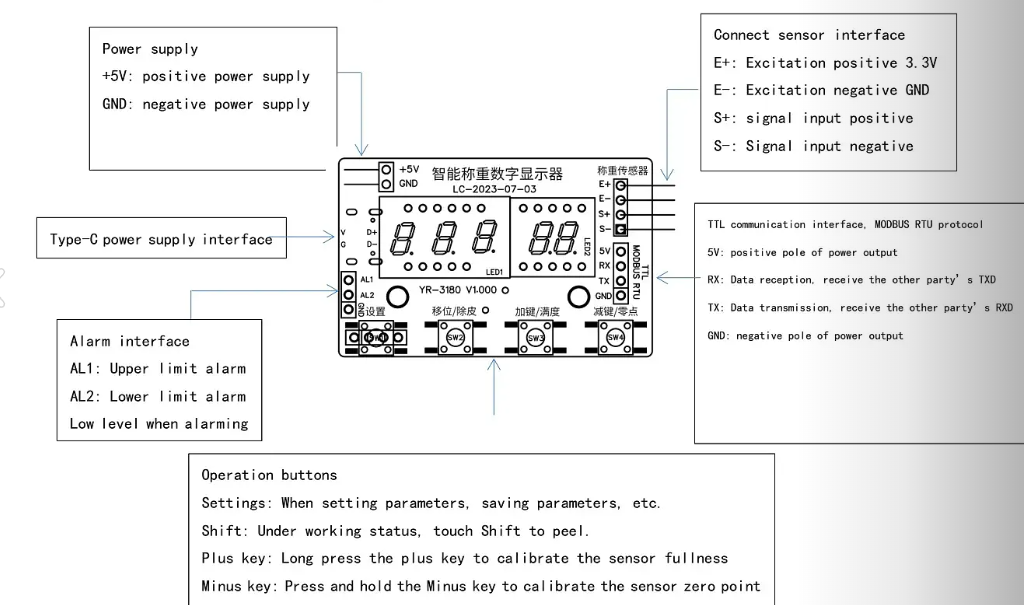 Power supply
+5V: positive power supply
GND: negative power supply
Connect sensor interface
E+: Excitation positive 3.3V
E-: Excitation negative GND
S+: signal input positive
S-: Signal input negative
Type-C power supply interface
TTL communication interface, MODBUS RTU protocol
5V: positive pole of power output
RX: Data reception, receive the other party's TXD
TX: Data transmission, receive the other party's RXD
GND: negative pole of power output
Alarm interface
AL1: Upper limit alarm
AL2: Lower limit alarm
Low level when alarming
+5V
GND
智能称重数字显示器
LC-2023-07-03
称重传感器
E+
E-
S+
S-
V
G
D+
D-
8.8.8.
8.8.
LED1
LED2
5V
RX
TX
GND
TTL
MODBUS RTU
AL1
AL2
GND
YR-3180 V1.000
设置
移位/除皮
加键/满度
减键/零点
SW1
SW2
SW3
SW4
Operation buttons
Settings: When setting parameters, saving parameters, etc.
Shift: Under working status, touch Shift to peel.
Plus key: Long press the plus key to calibrate the sensor fullness
Minus key: Press and hold the Minus key to calibrate the sensor zero point